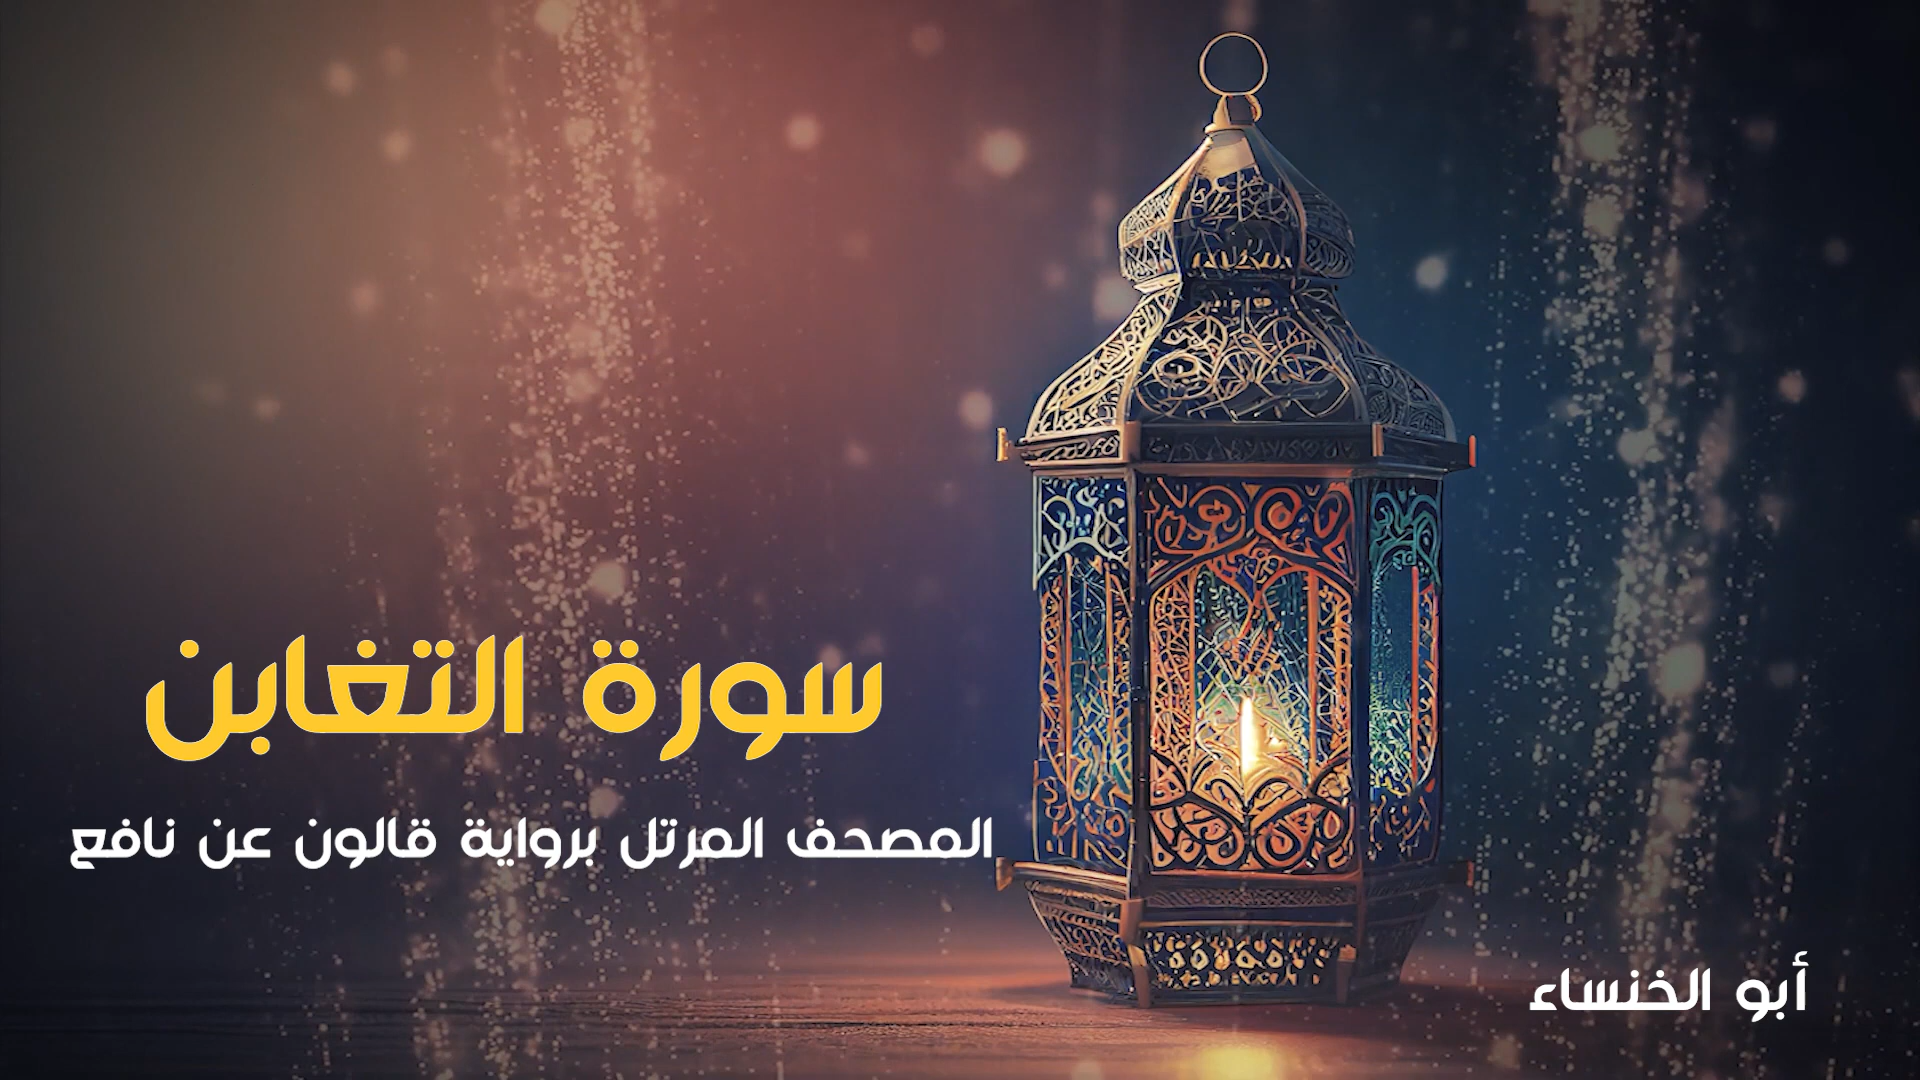 سورة التغابن
المصحف المرتل برواية قالون عن نافع
أبو الخنساء